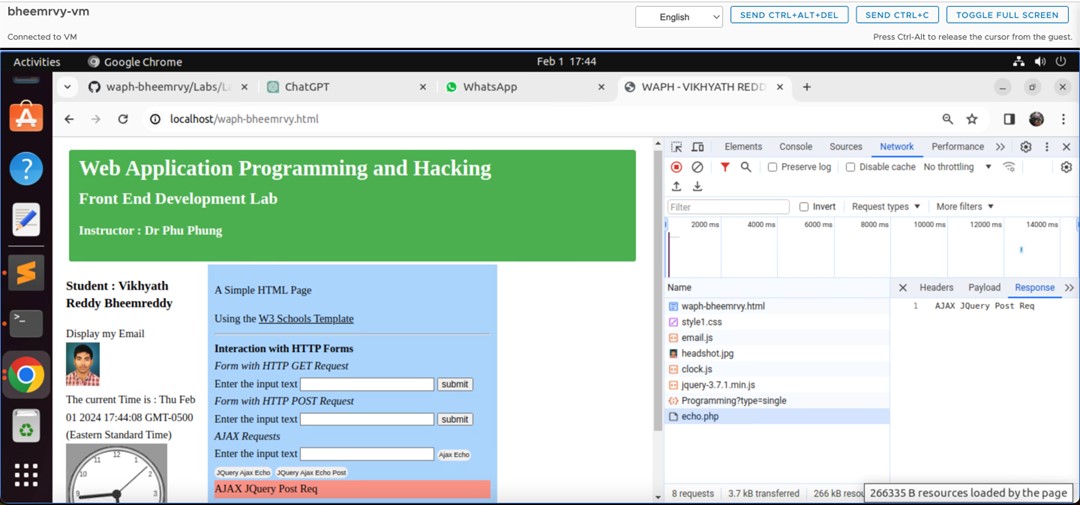 bheemrvy-vm
English
SEND CTRL+ALT+DEL
SEND CTRL+C
TOGGLE FULL SCREEN
Connected to VM
Press Ctrl-Alt to release the cursor from the guest.
Activities
Google Chrome
Feb 1 17:44
waph-bheemrvy/Labs/L
ChatGPT
WhatsApp
WAPH - VIKHYATH REDD
localhost/waph-bheemrvy.html
Web Application Programming and Hacking
Front End Development Lab
Instructor : Dr Phu Phung
Student : Vikhyath
Reddy Bheemreddy
Display my Email
The current Time is : Thu Feb
01 2024 17:44:08 GMT-0500
(Eastern Standard Time)
12
1
2
3
9
10
11
A Simple HTML Page
Using the W3 Schools Template
Interaction with HTTP Forms
Form with HTTP GET Request
Enter the input text submit
Form with HTTP POST Request
Enter the input text submit
AJAX Requests
Enter the input text Ajax Echo
JQuery Ajax Echo JQuery Ajax Echo Post
AJAX JQuery Post Req
Elements Console Sources Network Performance
Preserve log Disable cache No throttling
Filter Invert Request types More filters
2000 ms 4000 ms 6000 ms 8000 ms 10000 ms 12000 ms 14000 ms
Name
waph-bheemrvy.html
style1.css
email.js
headshot.jpg
clock.js
jquery-3.7.1.min.js
Programming?type=single
echo.php
Headers Payload Response
1 AJAX JQuery Post Req
8 requests 3.7 kB transferred 266 kB resou
266335 B resources loaded by the page